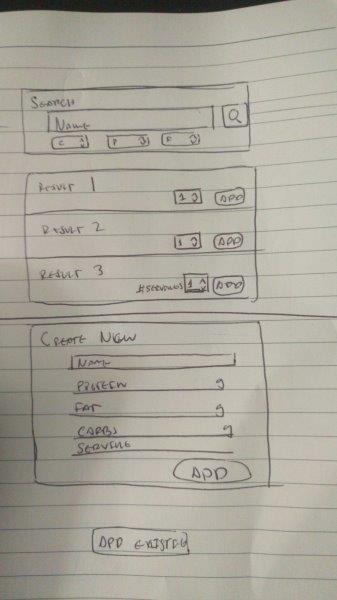 SEARCH
NAME
Q
C P F
RESULT 1
1 ADD
RESULT 2
1 ADD
RESULT 3
#SERVINGS 1 ADD
CREATE NEW
NAME
PROTEIN g
FAT g
CARBS g
SERVING
ADD
ADD EXISTING